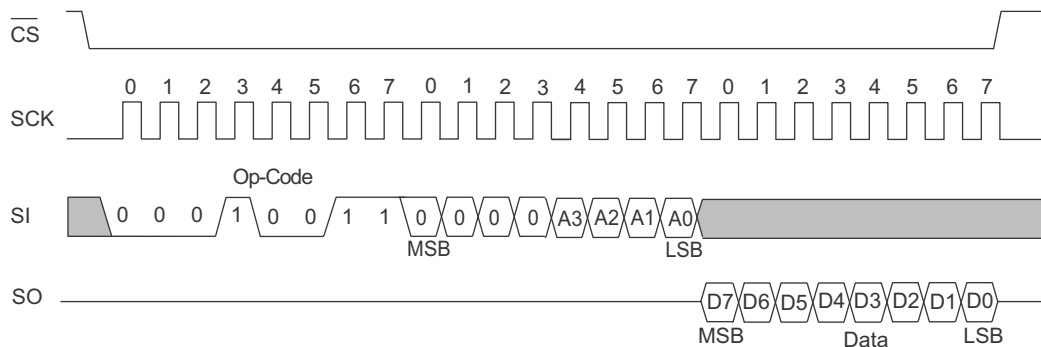 CS
0 1 2 3 4 5 6 7 0 1 2 3 4 5 6 7 0 1 2 3 4 5 6 7
SCK
Op-Code
SI 0 0 0 1 0 0 1 1 0 0 0 0 A3 A2 A1 A0
MSB LSB
SO D7 D6 D5 D4 D3 D2 D1 D0
MSB Data LSB